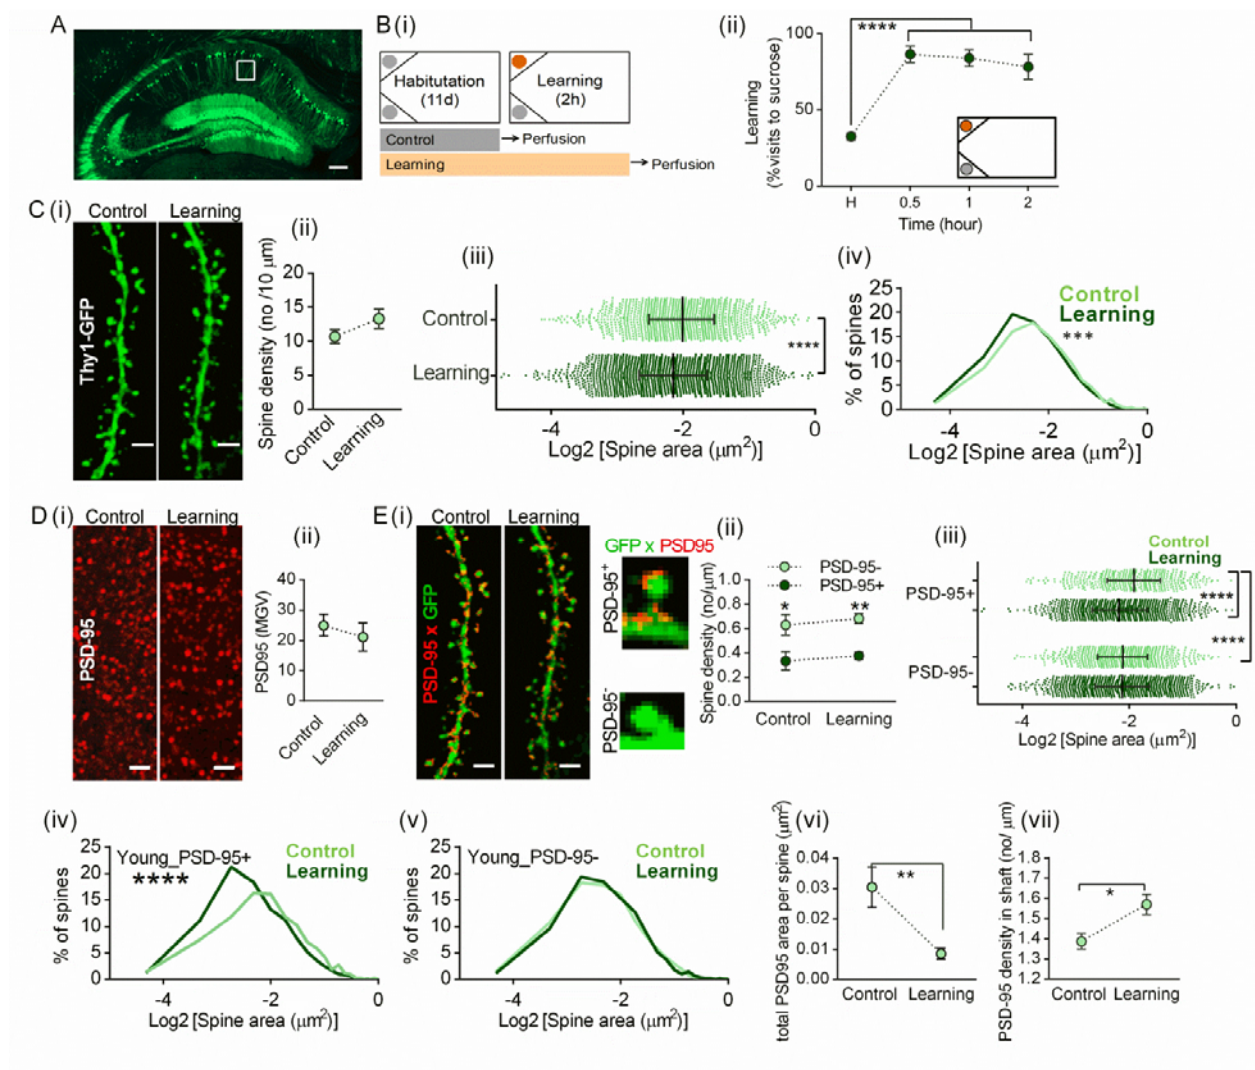 A
B (i)
Habitutation
(11d)
Learning
(2h)
Control
Perfusion
Learning
Perfusion
(ii)
****
100
50
0
Learning
(%visits to sucrose)
H
0.5
1
2
Time (hour)
C (i)
Control
Learning
Thy1-GFP
(ii)
Spine density (no /10 μm)
20
15
10
5
0
Control
Learning
(iii)
Control
Learning
****
-4
-2
0
Log2 [Spine area (μm²)]
(iv)
% of spines
25
20
15
10
5
0
Control
Learning
***
-4
-2
0
Log2 [Spine area (μm²)]
D (i)
Control
Learning
PSD-95
(ii)
PSD95 (MGV)
40
30
20
10
0
Control
Learning
E (i)
Control
Learning
PSD-95 x GFP
GFP x PSD95
PSD-95⁺
PSD-95⁻
(ii)
PSD-95-
PSD-95+
Spine density (no/μm)
1.0
0.8
0.6
0.4
0.2
0.0
*
**
Control
Learning
(iii)
Control
Learning
PSD-95+
PSD-95-
****
****
-4
-2
0
Log2 [Spine area (μm²)]
(iv)
Young_PSD-95+
****
Control
Learning
% of spines
25
20
15
10
5
0
-4
-2
0
Log2 [Spine area (μm²)]
(v)
Young_PSD-95-
Control
Learning
% of spines
25
20
15
10
5
0
-4
-2
0
Log2 [Spine area (μm²)]
(vi)
total PSD95 area per spine (μm²)
0.04
0.03
0.02
0.01
0.00
**
Control
Learning
(vii)
PSD-95 density in shaft (no/ μm)
1.8
1.7
1.6
1.5
1.4
1.3
1.2
*
Control
Learning